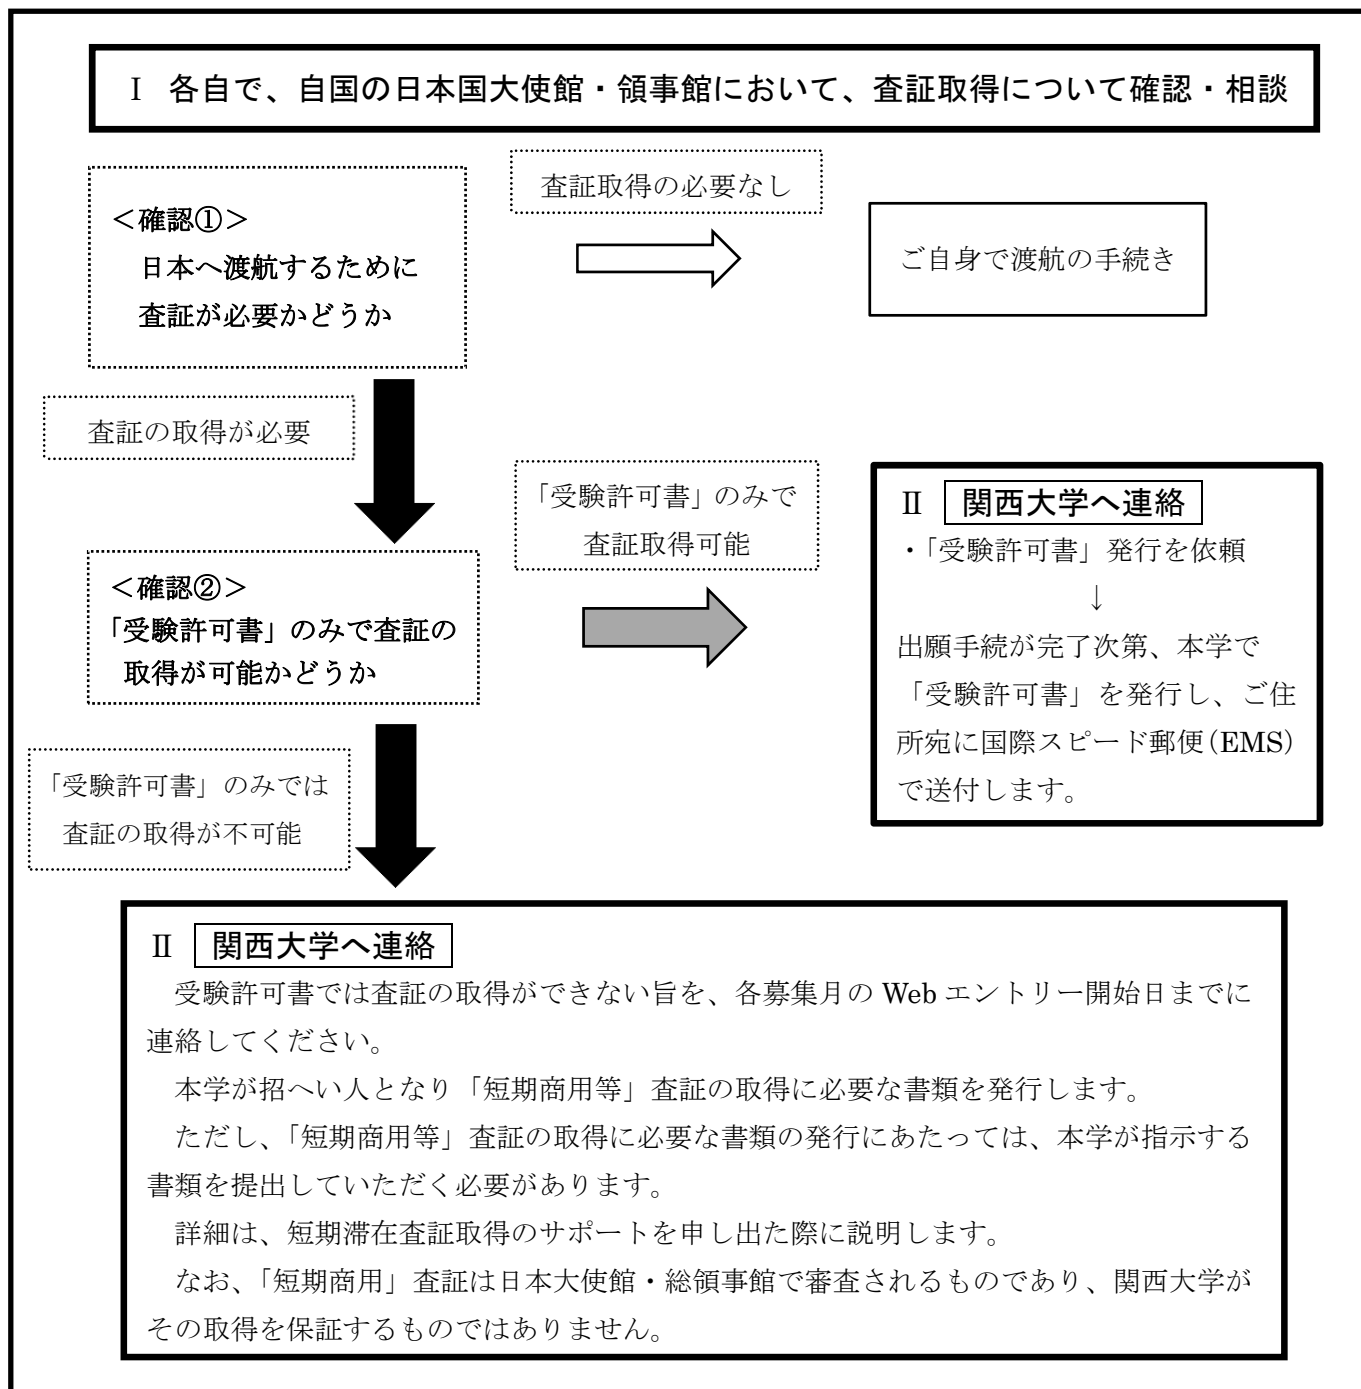 Ⅰ 各自で、自国の日本国大使館・領事館において、査証取得について確認・相談
査証取得の必要なし
＜確認①＞
日本へ渡航するために
査証が必要かどうか
ご自身で渡航の手続き
査証の取得が必要
「受験許可書」のみで
査証取得可能
＜確認②＞
「受験許可書」のみで査証の
取得が可能かどうか
Ⅱ 関西大学へ連絡
・「受験許可書」発行を依頼
↓
出願手続が完了次第、本学で
「受験許可書」を発行し、ご住
所宛に国際スピード郵便（EMS）
で送付します。
「受験許可書」のみでは
査証の取得が不可能
Ⅱ 関西大学へ連絡
受験許可書では査証の取得ができない旨を、各募集月の Web エントリー開始日までに
連絡してください。
本学が招へい人となり「短期商用等」査証の取得に必要な書類を発行します。
ただし、「短期商用等」査証の取得に必要な書類の発行にあたっては、本学が指示する
書類を提出していただく必要があります。
詳細は、短期滞在査証取得のサポートを申し出た際に説明します。
なお、「短期商用」査証は日本大使館・総領事館で審査されるものであり、関西大学が
その取得を保証するものではありません。